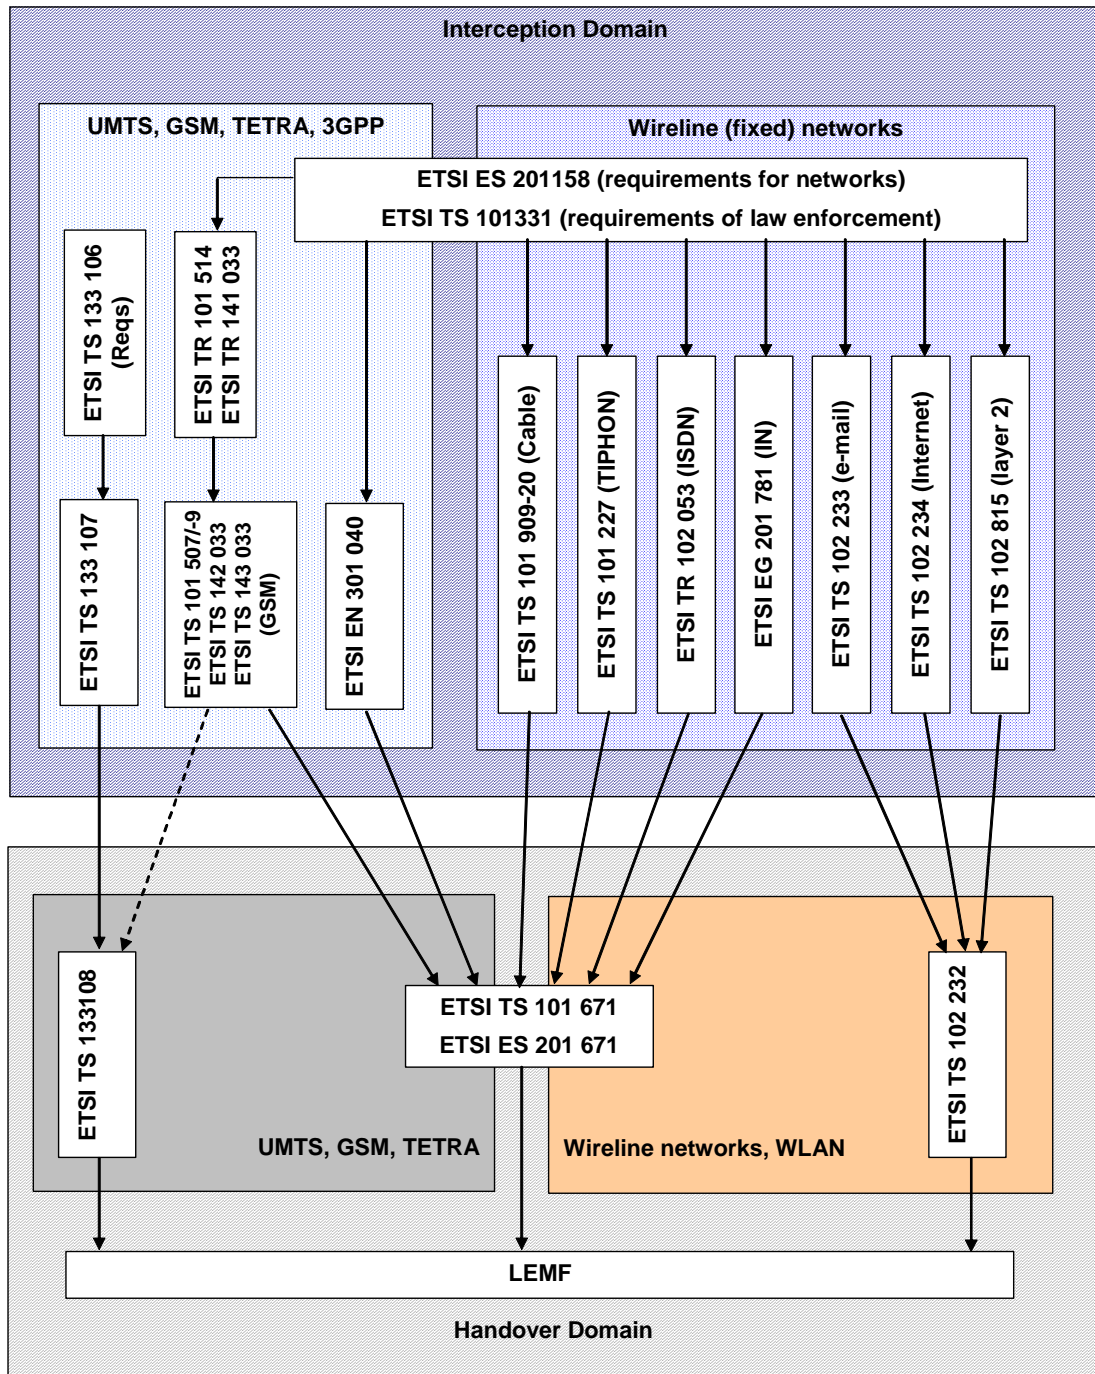 Interception Domain
UMTS, GSM, TETRA, 3GPP
Wireline (fixed) networks
ETSI ES 201158 (requirements for networks)
ETSI TS 101331 (requirements of law enforcement)
ETSI TS 133 106
(Reqs)
ETSI TR 101 514
ETSI TR 141 033
ETSI TS 133 107
ETSI TS 101 507/-9
ETSI TS 142 033
ETSI TS 143 033
(GSM)
ETSI EN 301 040
ETSI TS 101 909-20 (Cable)
ETSI TS 101 227 (TIPHON)
ETSI TR 102 053 (ISDN)
ETSI EG 201 781 (IN)
ETSI TS 102 233 (e-mail)
ETSI TS 102 234 (Internet)
ETSI TS 102 815 (layer 2)
ETSI TS 133108
ETSI TS 101 671
ETSI ES 201 671
ETSI TS 102 232
UMTS, GSM, TETRA
Wireline networks, WLAN
LEMF
Handover Domain